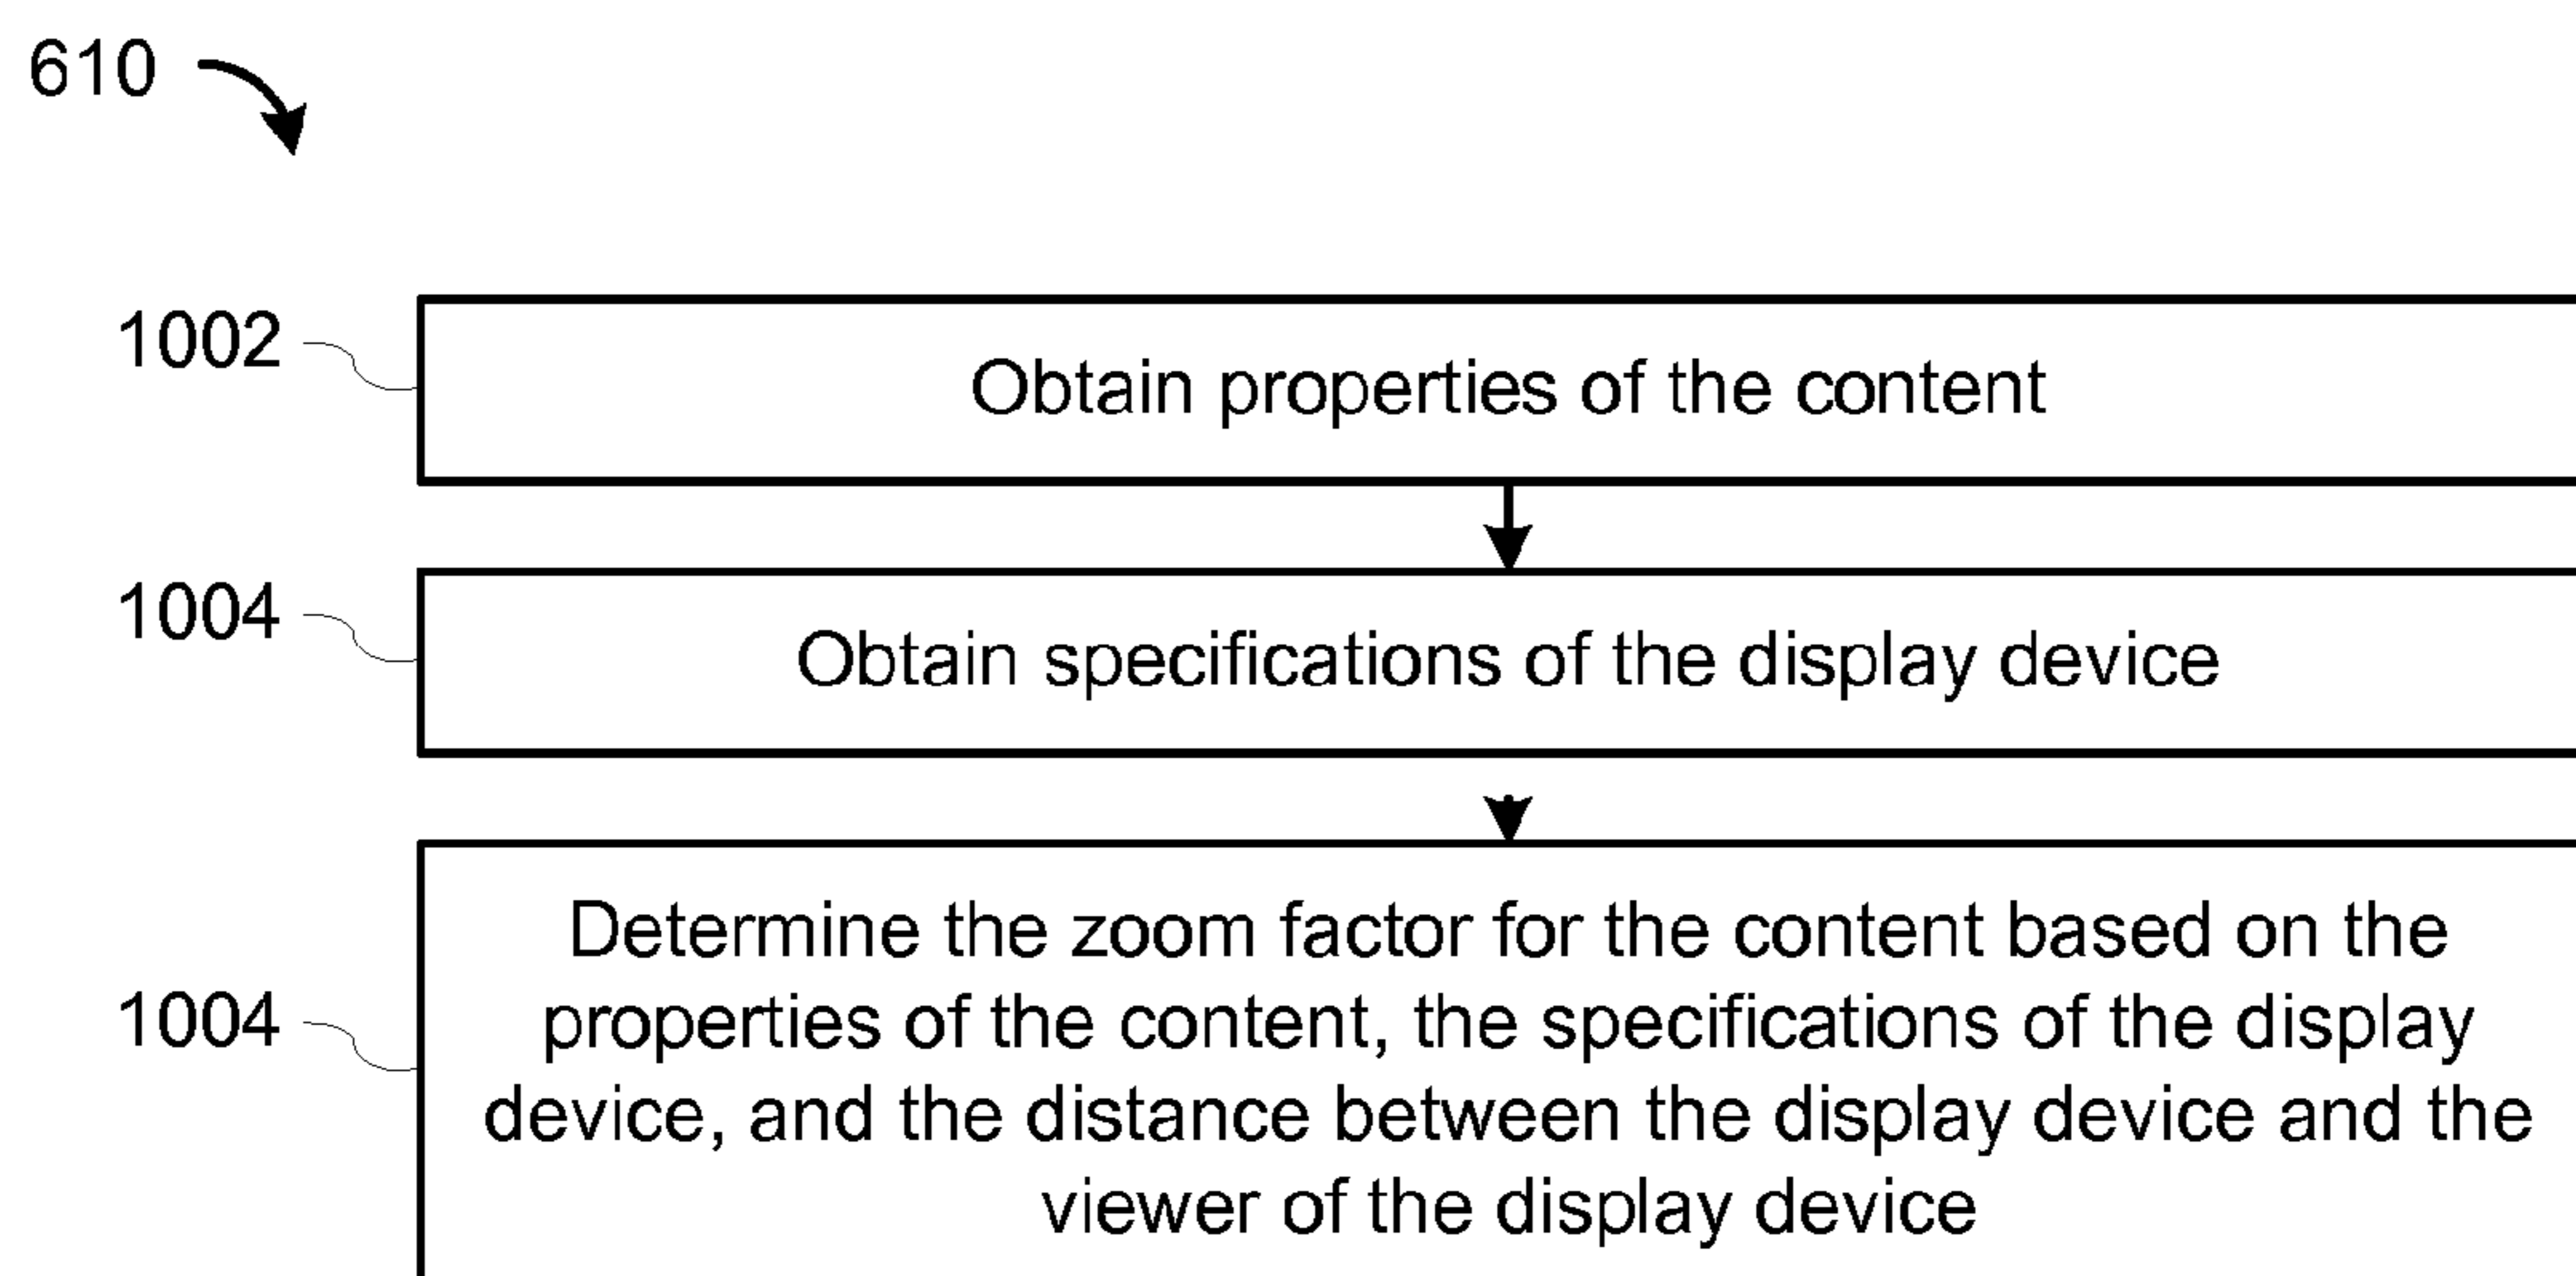 610
1002
Obtain properties of the content
1004
Obtain specifications of the display device
1004
Determine the zoom factor for the content based on the
properties of the content, the specifications of the display
device, and the distance between the display device and the
viewer of the display device